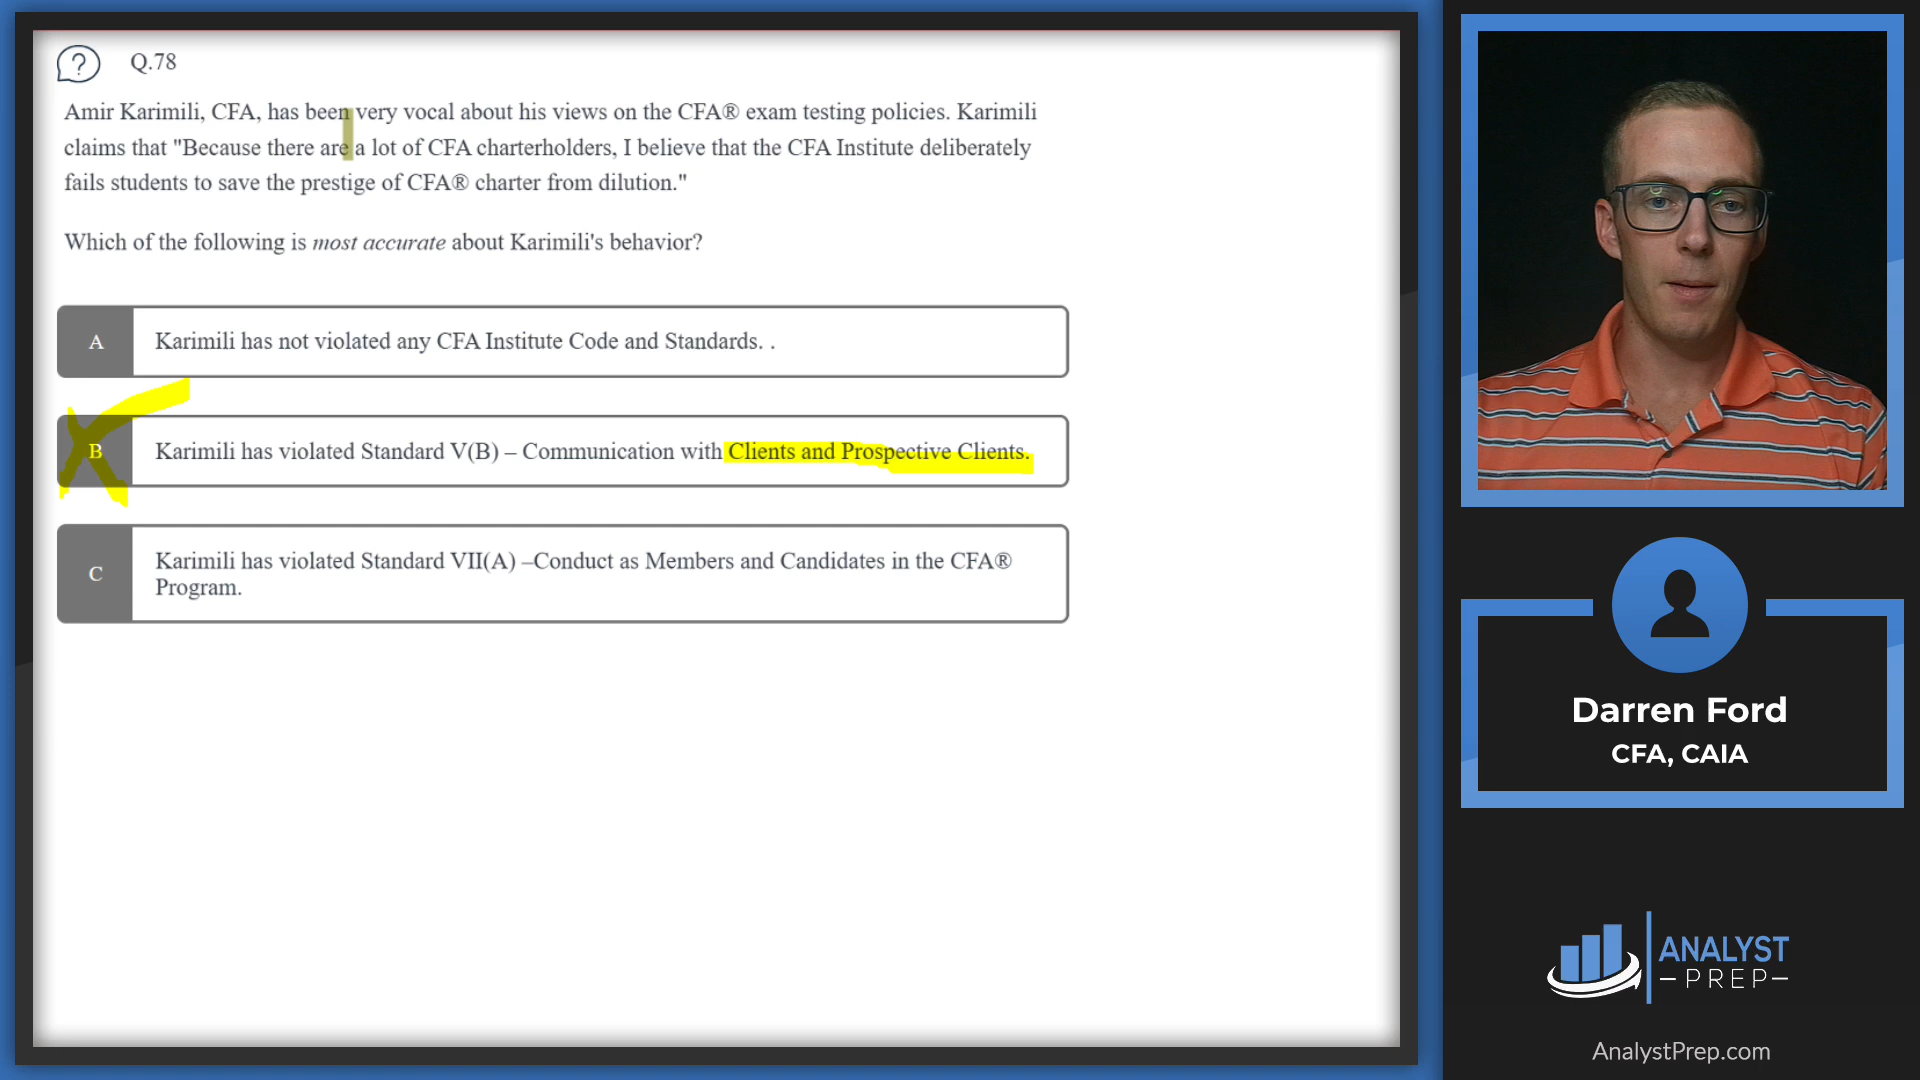 Q.78
Amir Karimili, CFA, has been very vocal about his views on the CFA® exam testing policies. Karimili
claims that "Because there are a lot of CFA charterholders, I believe that the CFA Institute deliberately
fails students to save the prestige of CFA® charter from dilution."
Which of the following is most accurate about Karimili's behavior?
A
Karimili has not violated any CFA Institute Code and Standards. .
B
Karimili has violated Standard V(B) – Communication with Clients and Prospective Clients.
C
Karimili has violated Standard VII(A) –Conduct as Members and Candidates in the CFA®
Program.
Darren Ford
CFA, CAIA
ANALYST
PREP
AnalystPrep.com